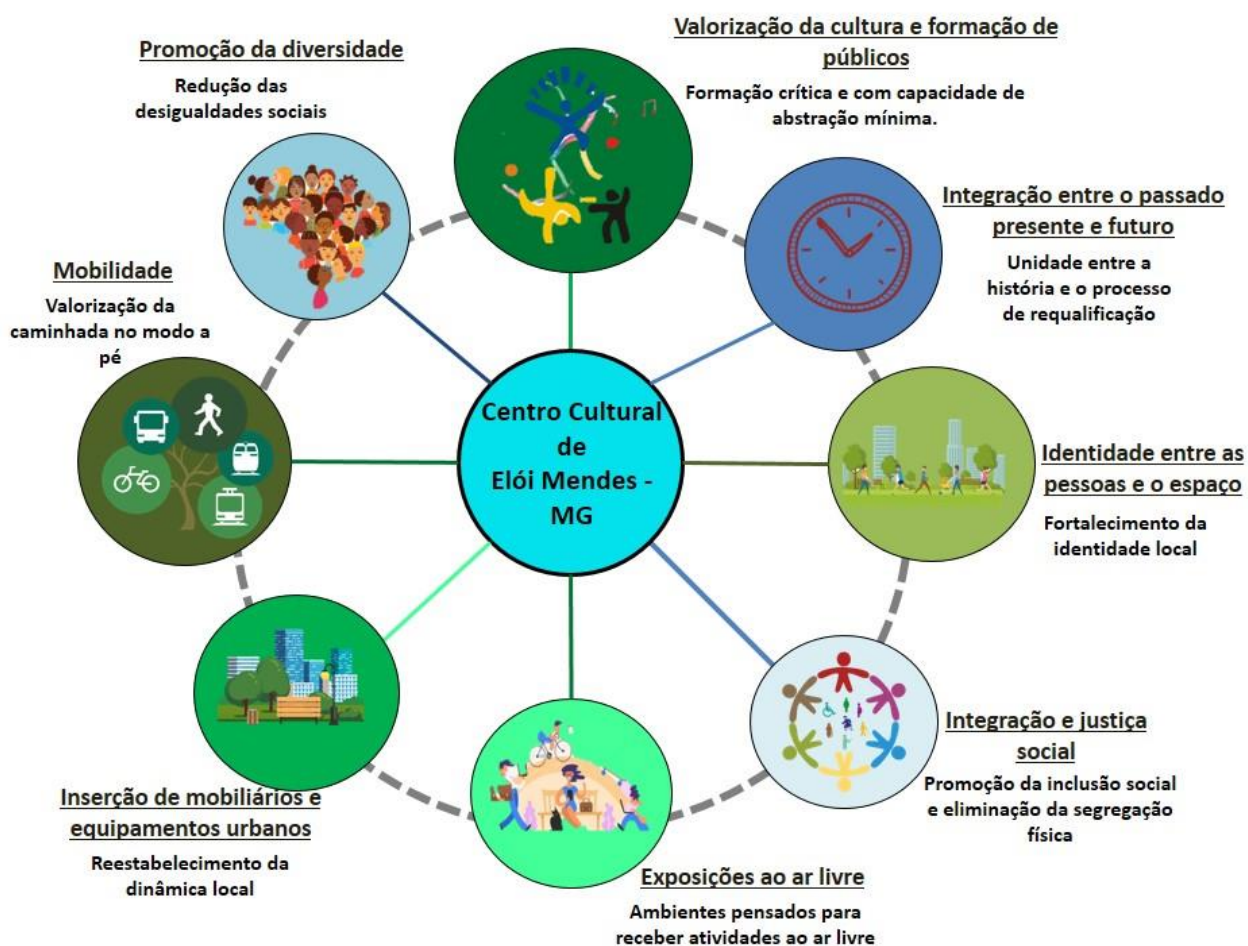 Promoção da diversidade
Redução das
desigualdades sociais
Valorização da cultura e formação de
públicos
Formação crítica e com capacidade de
abstração mínima.
Integração entre o passado
presente e futuro
Unidade entre a
história e o processo
de requalificação
Mobilidade
Valorização da
caminhada no modo a
pé
Centro Cultural
de
Elói Mendes -
MG
Identidade entre as
pessoas e o espaço
Fortalecimento da
identidade local
Integração e justiça
social
Promoção da inclusão social
e eliminação da segregação
física
Inserção de mobiliários e
equipamentos urbanos
Reestabelecimento da
dinâmica local
Exposições ao ar livre
Ambientes pensados para
receber atividades ao ar livre